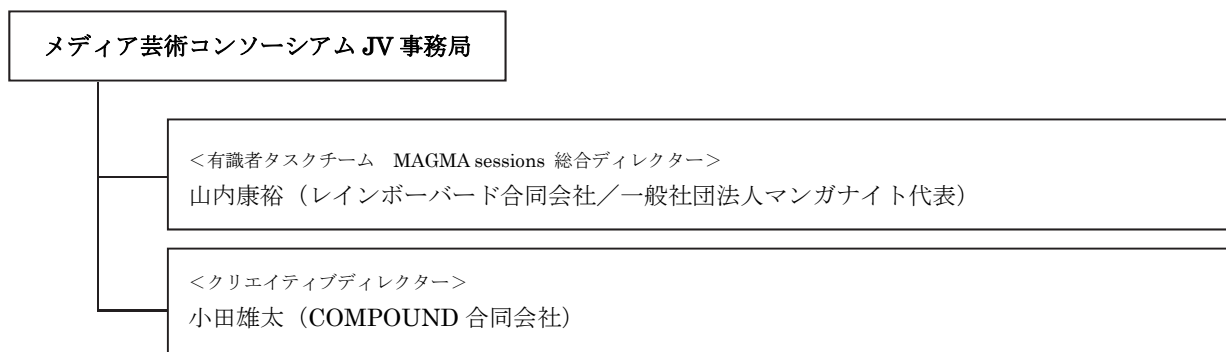 メディア芸術コンソーシアム JV 事務局
＜有識者タスクチーム　MAGMA sessions 総合ディレクター＞
山内康裕（レインボーバード合同会社／一般社団法人マンガナイト代表）
＜クリエイティブディレクター＞
小田雄太（COMPOUND 合同会社）